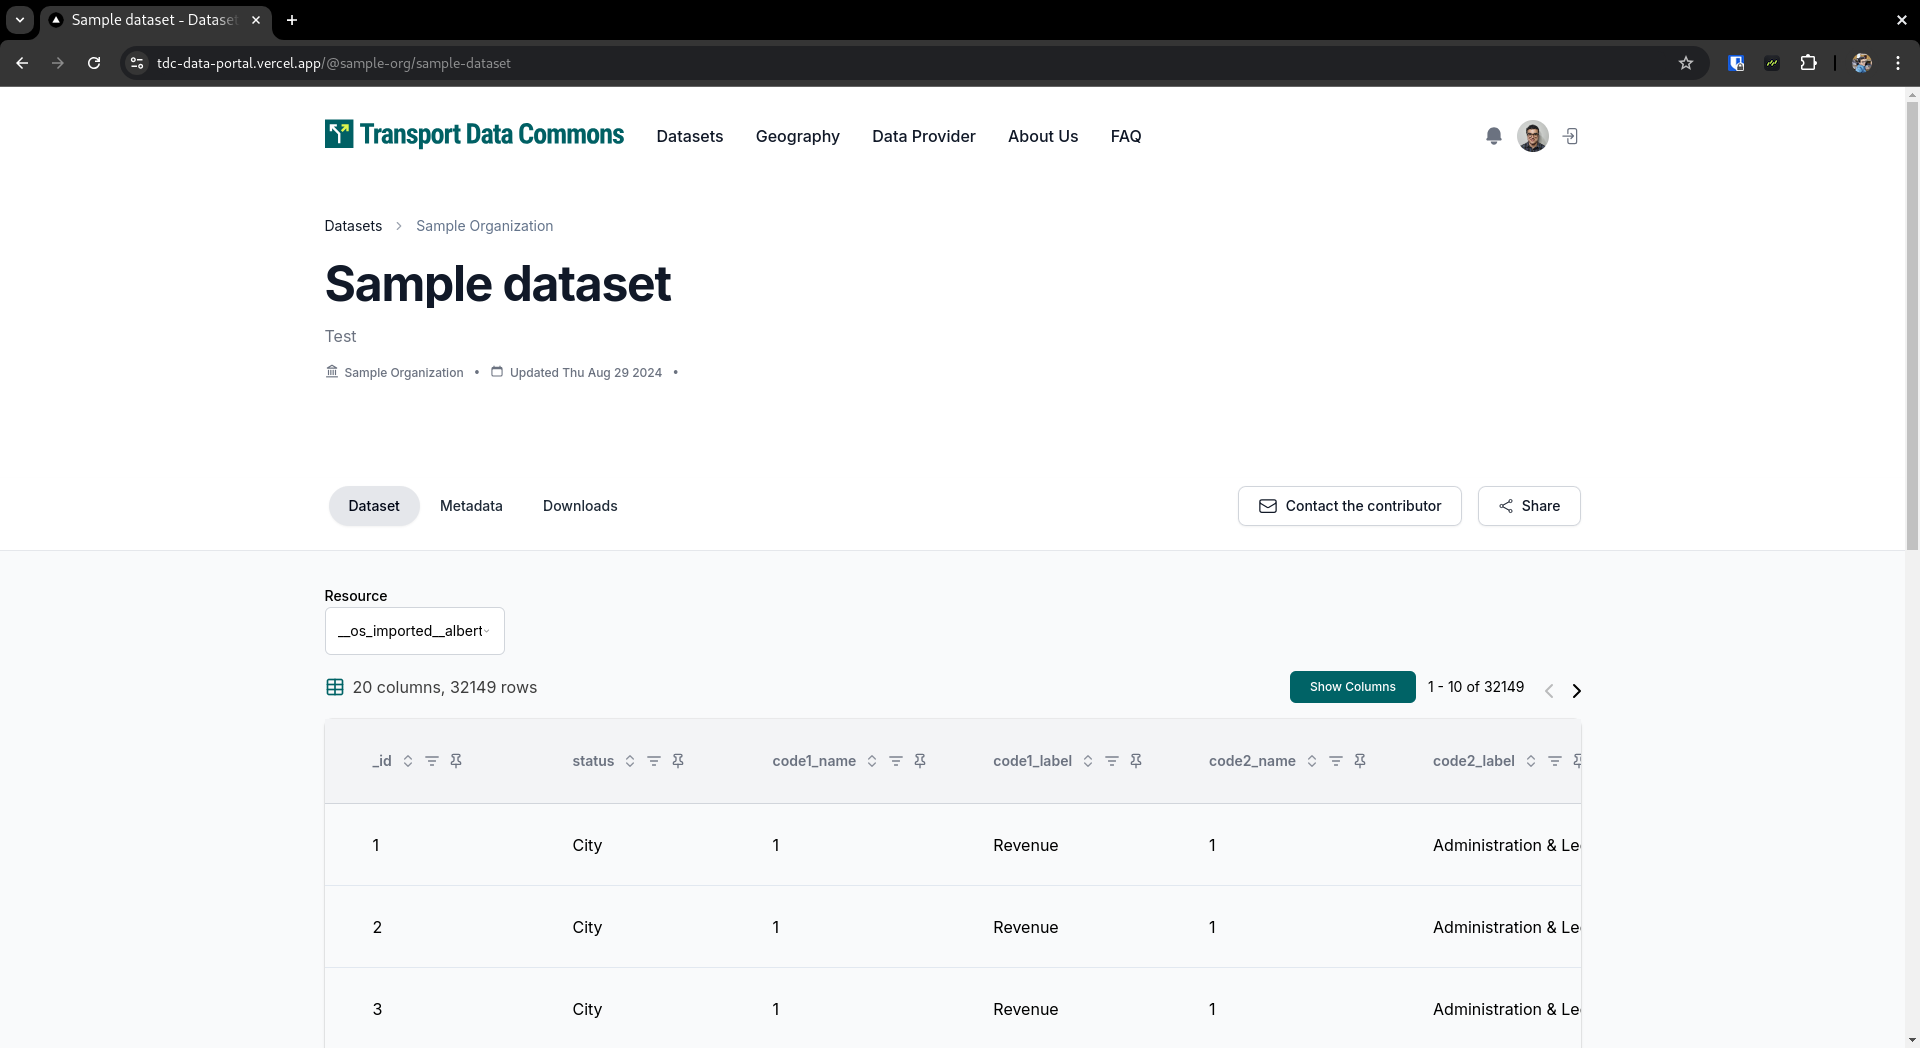 Sample dataset - Dataset
tdc-data-portal.vercel.app/@sample-org/sample-dataset
Transport Data Commons Datasets Geography Data Provider About Us FAQ
Datasets Sample Organization
Sample dataset
Test
Sample Organization • Updated Thu Aug 29 2024 •
Dataset Metadata Downloads Contact the contributor Share
Resource
__os_imported__albert
20 columns, 32149 rows Show Columns 1 - 10 of 32149
_id status code1_name code1_label code2_name code2_label
1 City 1 Revenue 1 Administration & Le
2 City 1 Revenue 1 Administration & Le
3 City 1 Revenue 1 Administration & Le